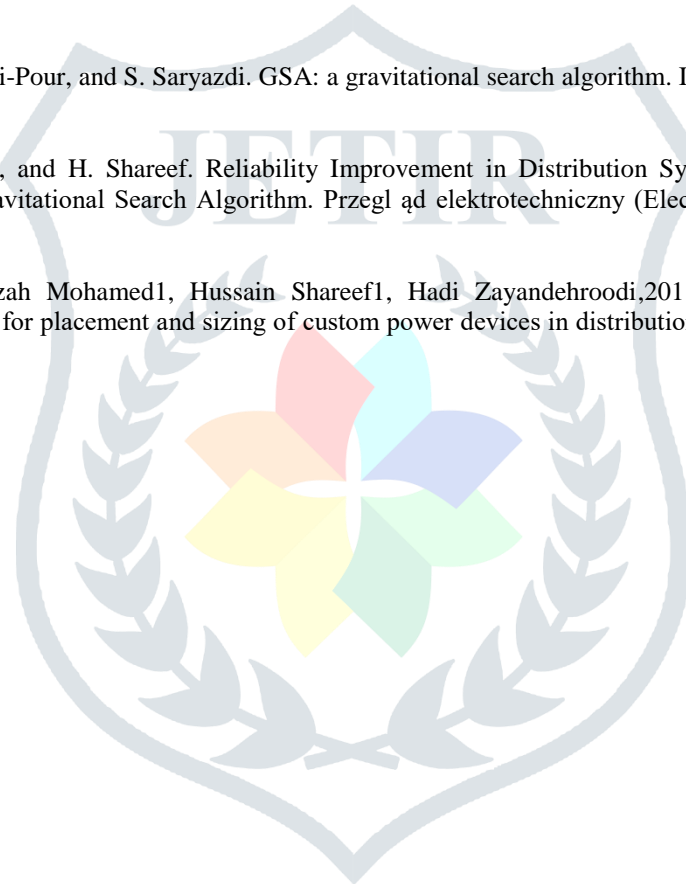 i-Pour, and S. Saryazdi. GSA: a gravitational search algorithm. I
JETIR
, and H. Shareef. Reliability Improvement in Distribution Sy
avitational Search Algorithm. Przegl ąd elektrotechniczny (Elec
zah Mohamed1, Hussain Shareef1, Hadi Zayandehroodi,201
for placement and sizing of custom power devices in distribution